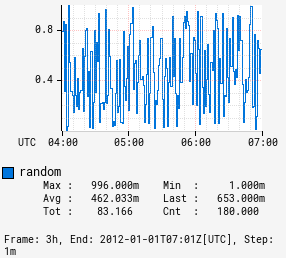 0.8
0.4
UTC 04:00 05:00 06:00 07:00
random
Max : 996.000m Min : 1.000m
Avg : 462.033m Last : 653.000m
Tot : 83.166 Cnt : 180.000
Frame: 3h, End: 2012-01-01T07:01Z[UTC], Step:
1m